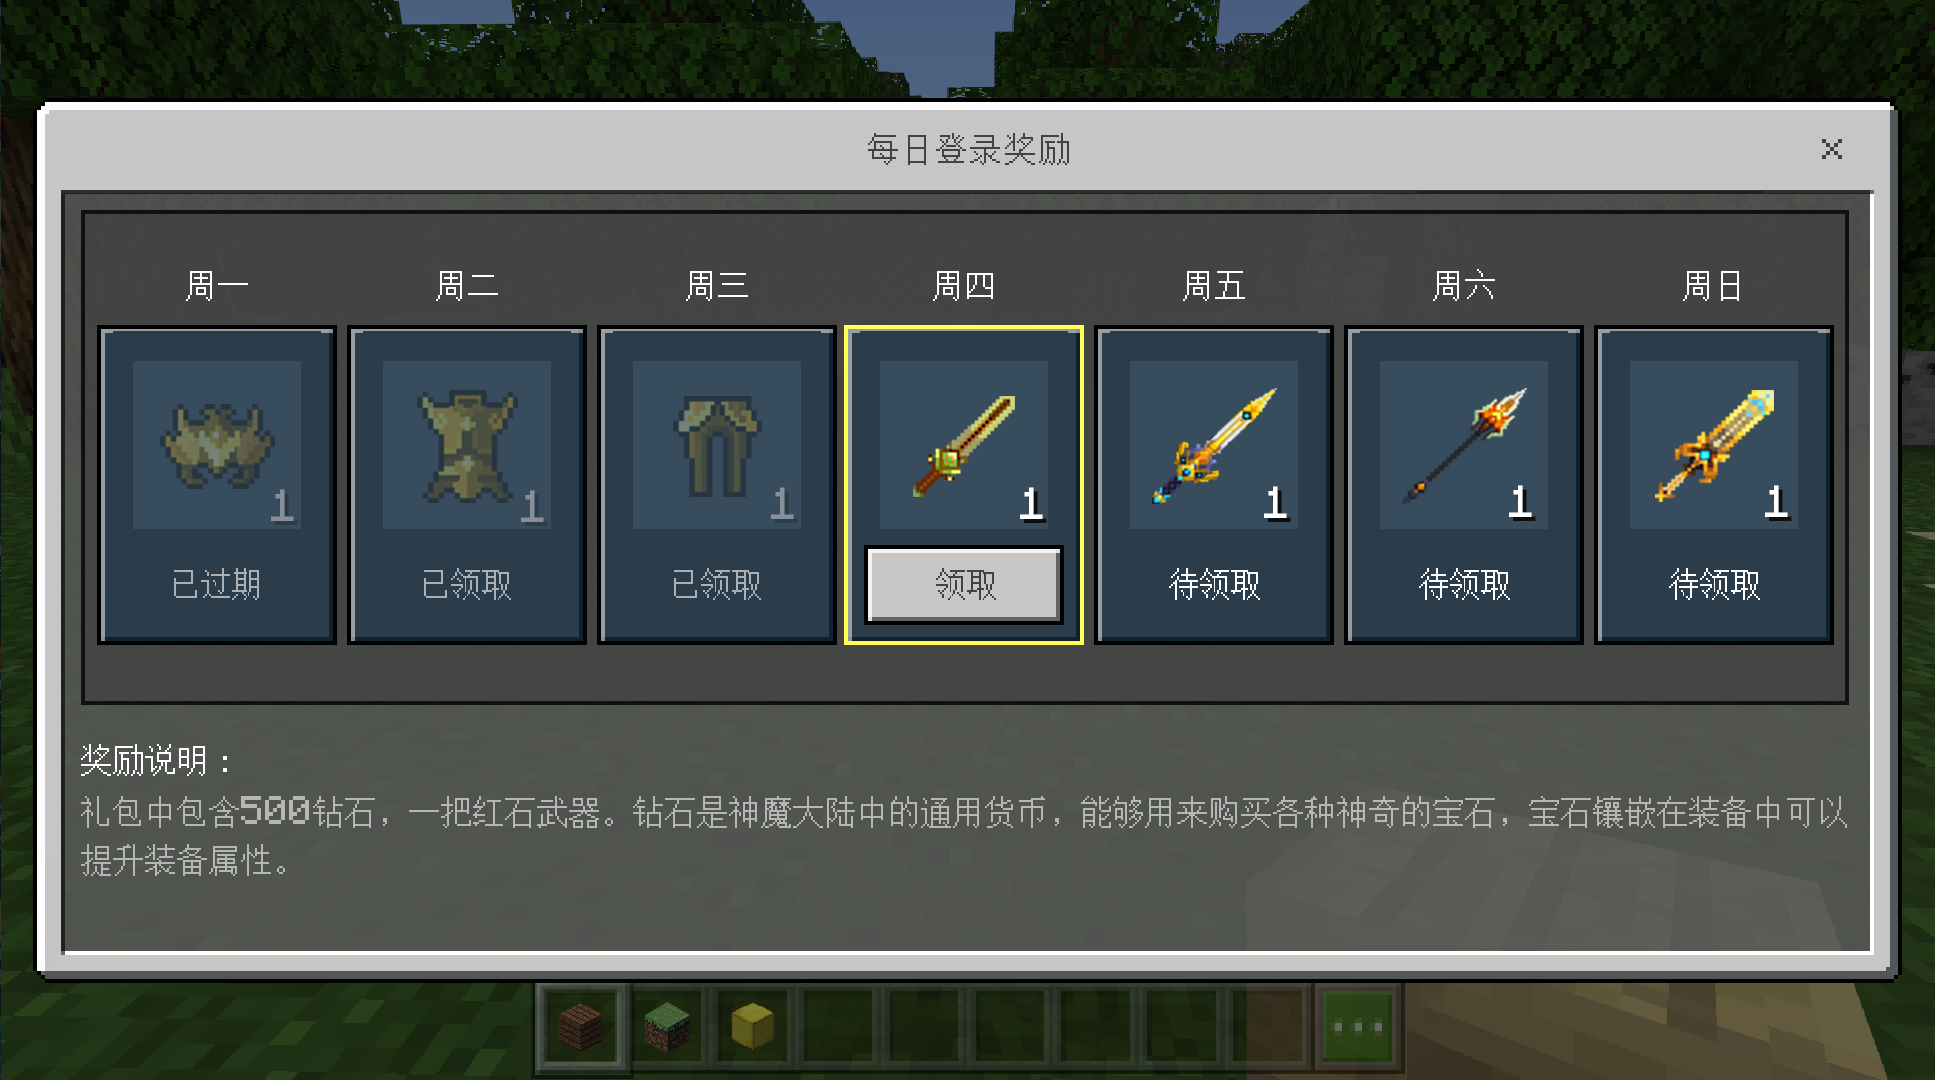 每日登录奖励
周一 周二 周三 周四 周五 周六 周日
1 1 1 1 1 1 1
已过期 已领取 已领取 领取 待领取 待领取 待领取
奖励说明：
礼包中包含500钻石，一把红石武器。钻石是神魔大陆中的通用货币，能够用来购买各种神奇的宝石，宝石镶嵌在装备中可以
提升装备属性。